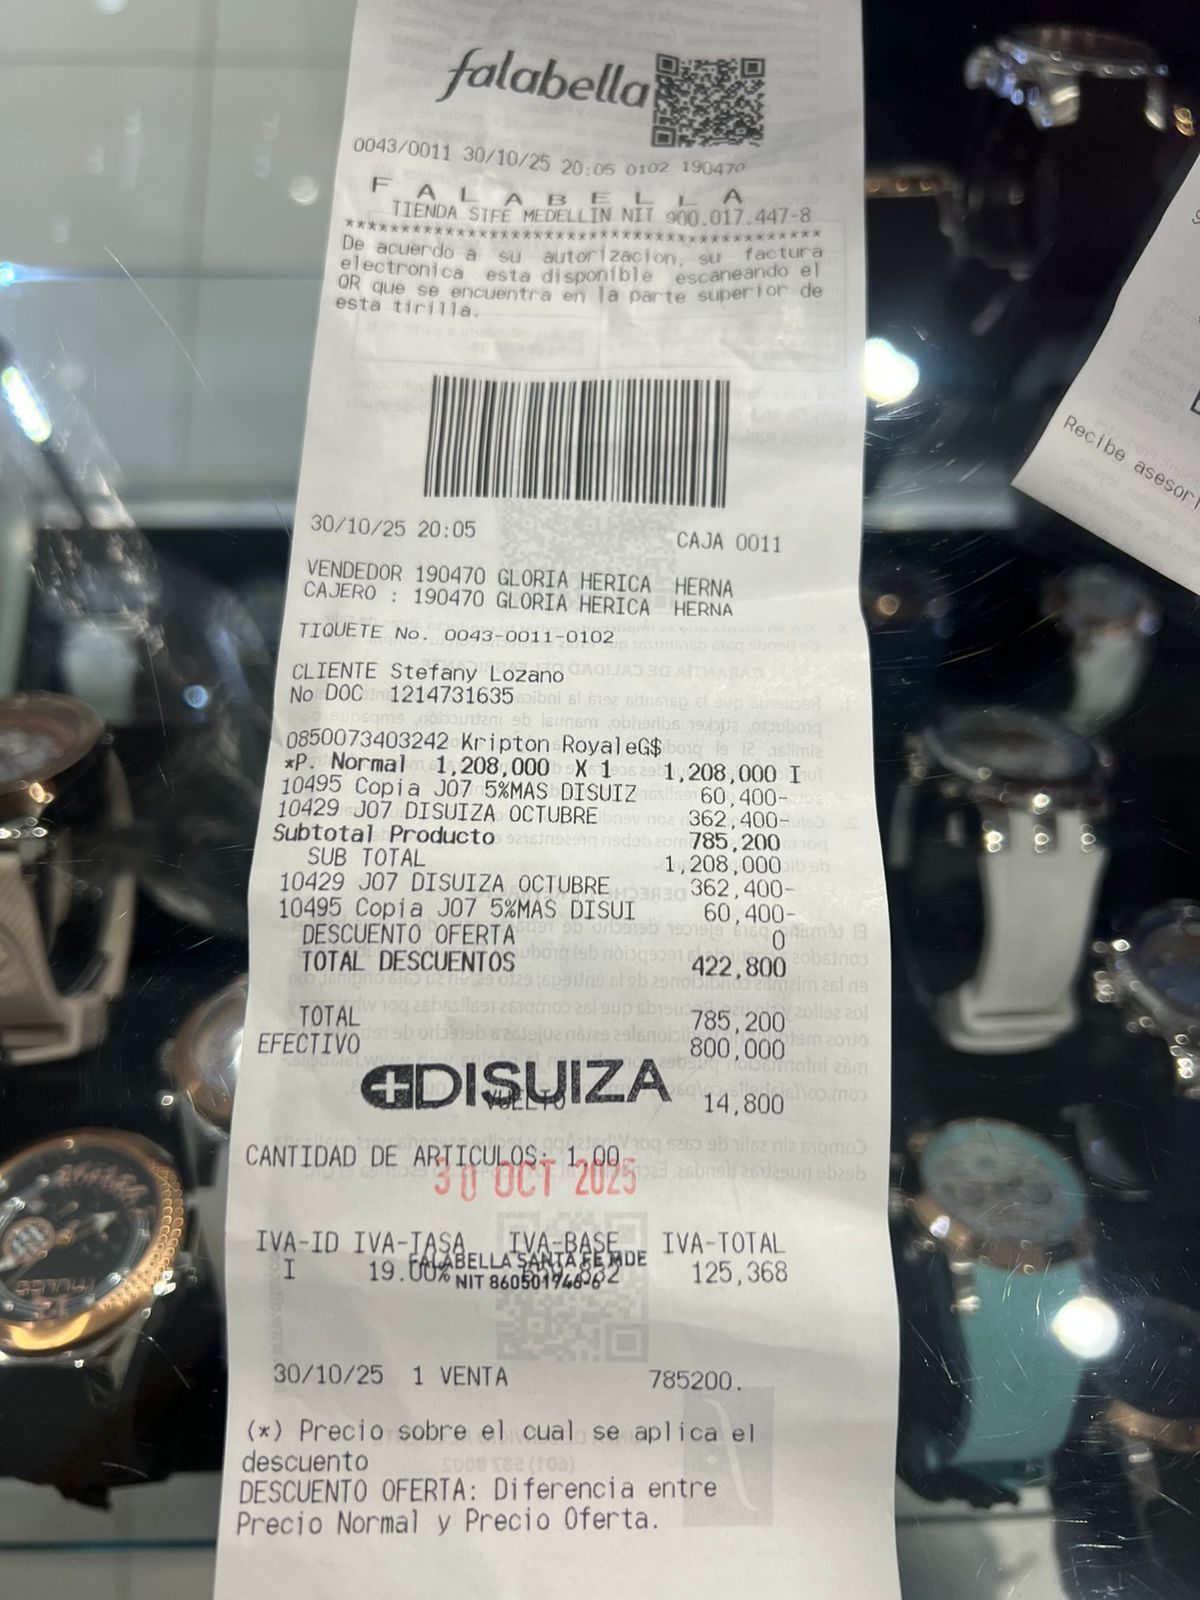 falabella
0043/0011 30/10/25 20:05 0102 190470
F A L A B E L L A
TIENDA STFE MEDELLIN NIT 900.017.447-8
****************************************
De acuerdo a su autorizacion, su factura
electronica esta disponible escaneando el
QR que se encuentra en la parte superior de
esta tirilla.
30/10/25 20:05 CAJA 0011
VENDEDOR 190470 GLORIA HERICA HERNA
CAJERO : 190470 GLORIA HERICA HERNA
TIQUETE No. 0043-0011-0102
CLIENTE Stefany Lozano
No DOC 1214731635
0850073403242 Kripton RoyaleG$
*P. Normal 1,208,000 X 1 1,208,000 I
10495 Copia J07 5%MAS DISUIZ 60,400-
10429 J07 DISUIZA OCTUBRE 362,400-
Subtotal Producto 785,200
SUB TOTAL 1,208,000
10429 J07 DISUIZA OCTUBRE 362,400-
10495 Copia J07 5%MAS DISUI 60,400-
DESCUENTO OFERTA 0
TOTAL DESCUENTOS 422,800
TOTAL 785,200
EFECTIVO 800,000
DISUIZA
VUELTO 14,800
CANTIDAD DE ARTICULOS: 1.00
30 OCT 2025
IVA-ID IVA-TASA IVA-BASE IVA-TOTAL
FALABELLA SANTA FE MDE
I 19.00% 659,832 125,368
NIT 860501946-6
30/10/25 1 VENTA 785200.
(*) Precio sobre el cual se aplica el
descuento
DESCUENTO OFERTA: Diferencia entre
Precio Normal y Precio Oferta.
Recibe asesorí